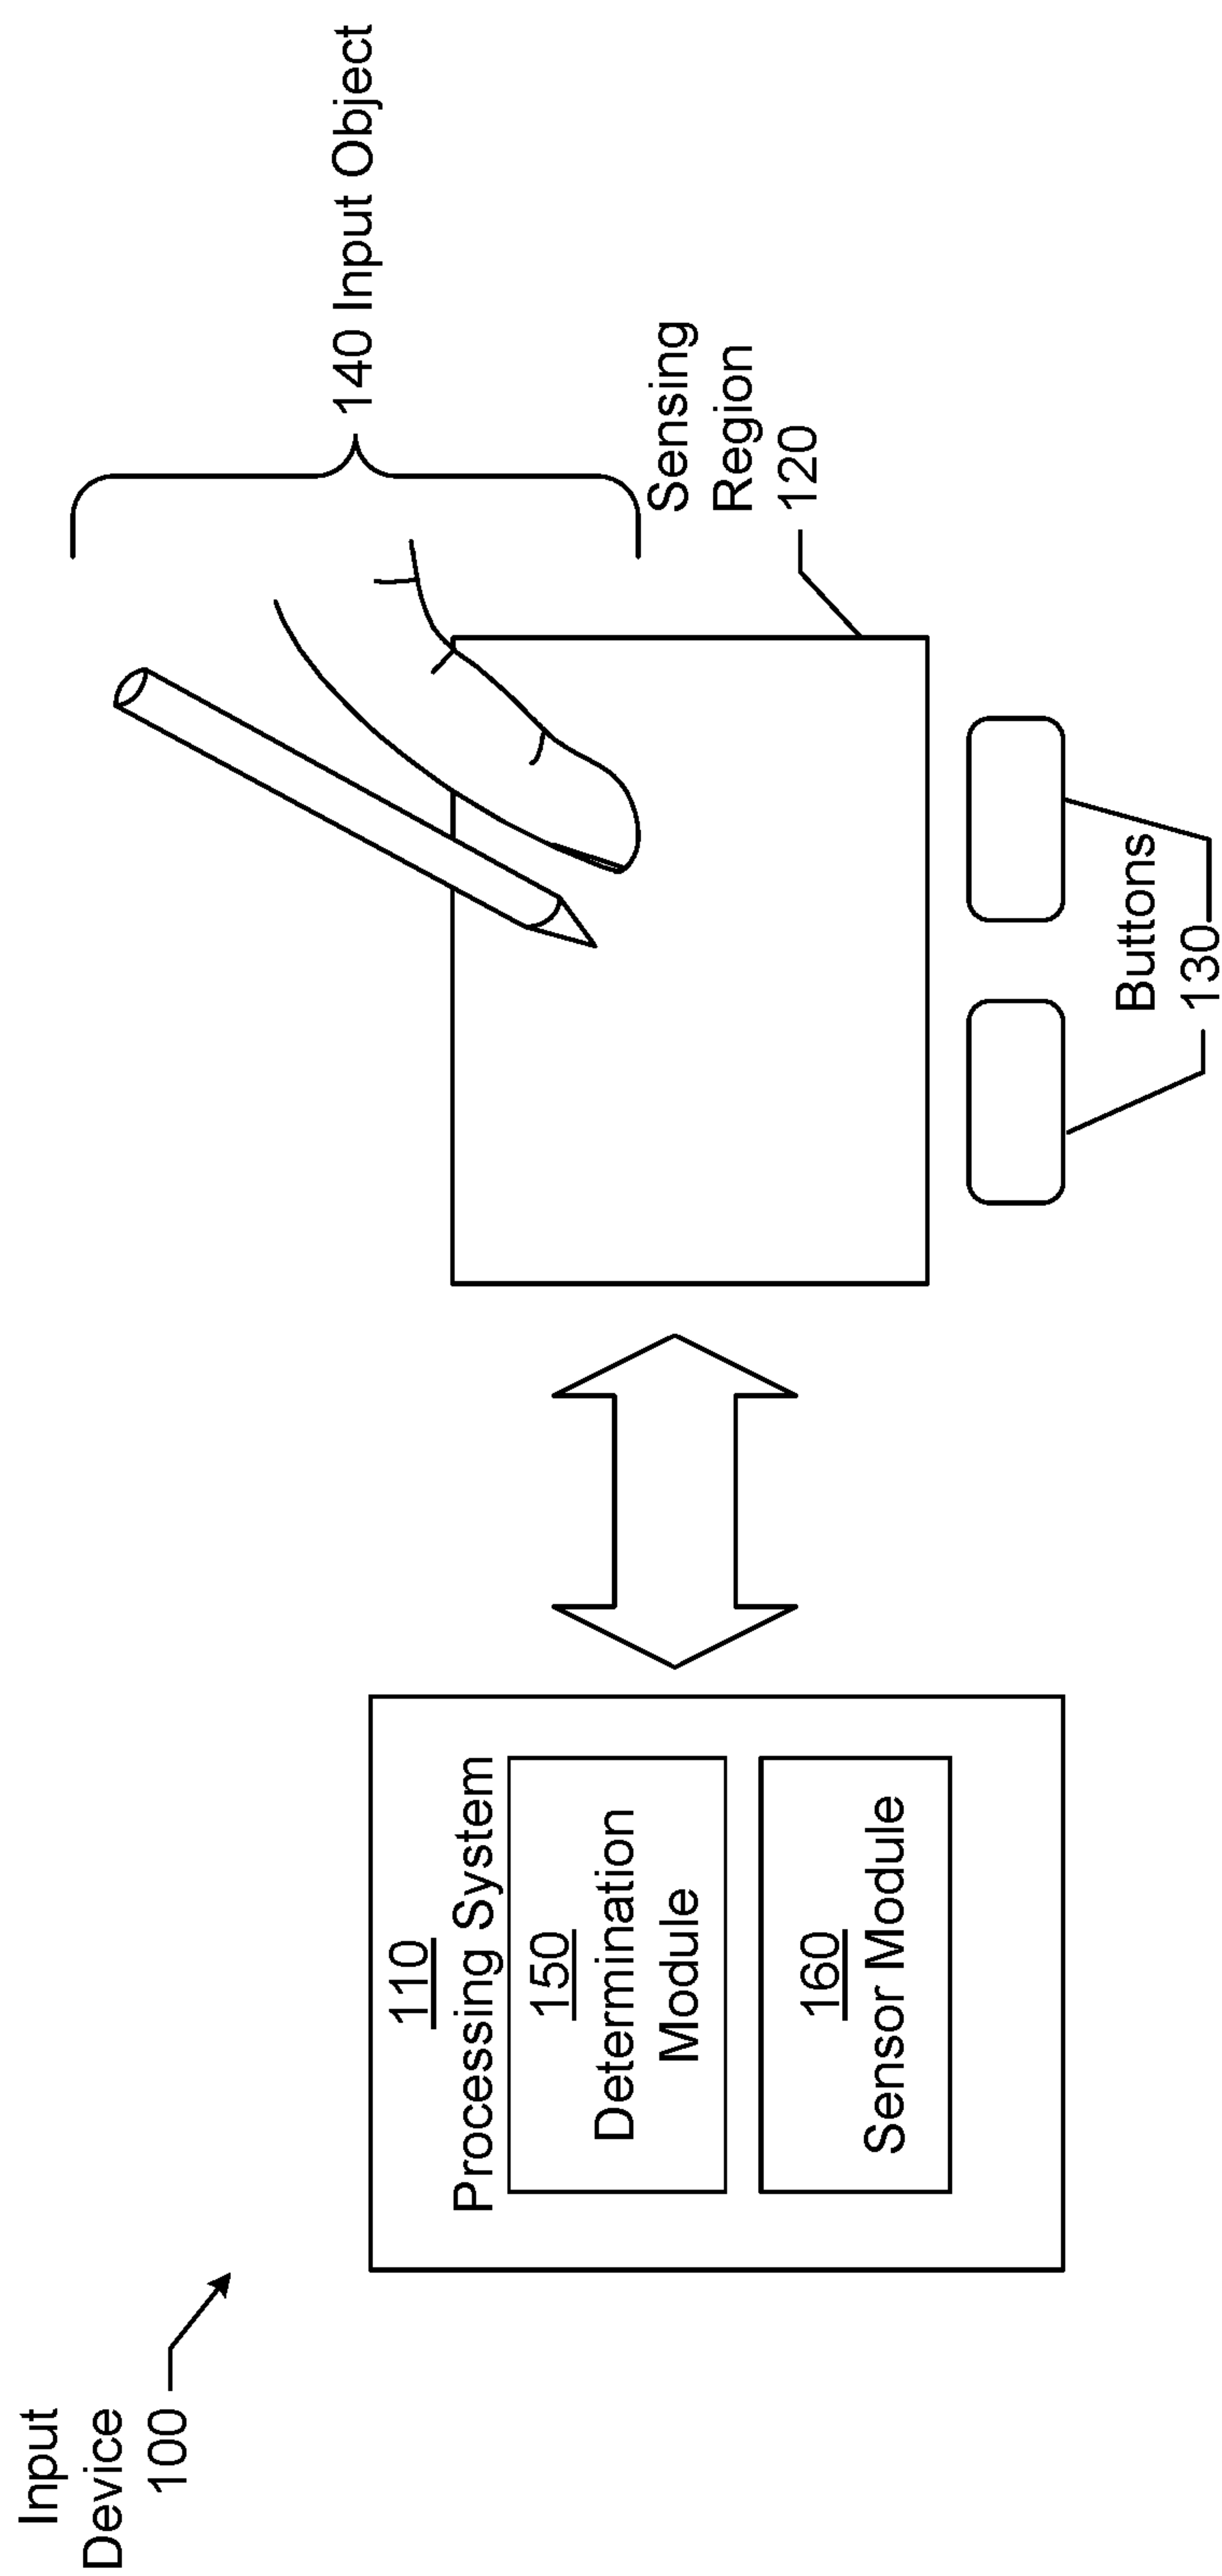 Input
Device
100
110
Processing System
150
Determination
Module
160
Sensor Module
140 Input Object
Sensing
Region
120
Buttons
130